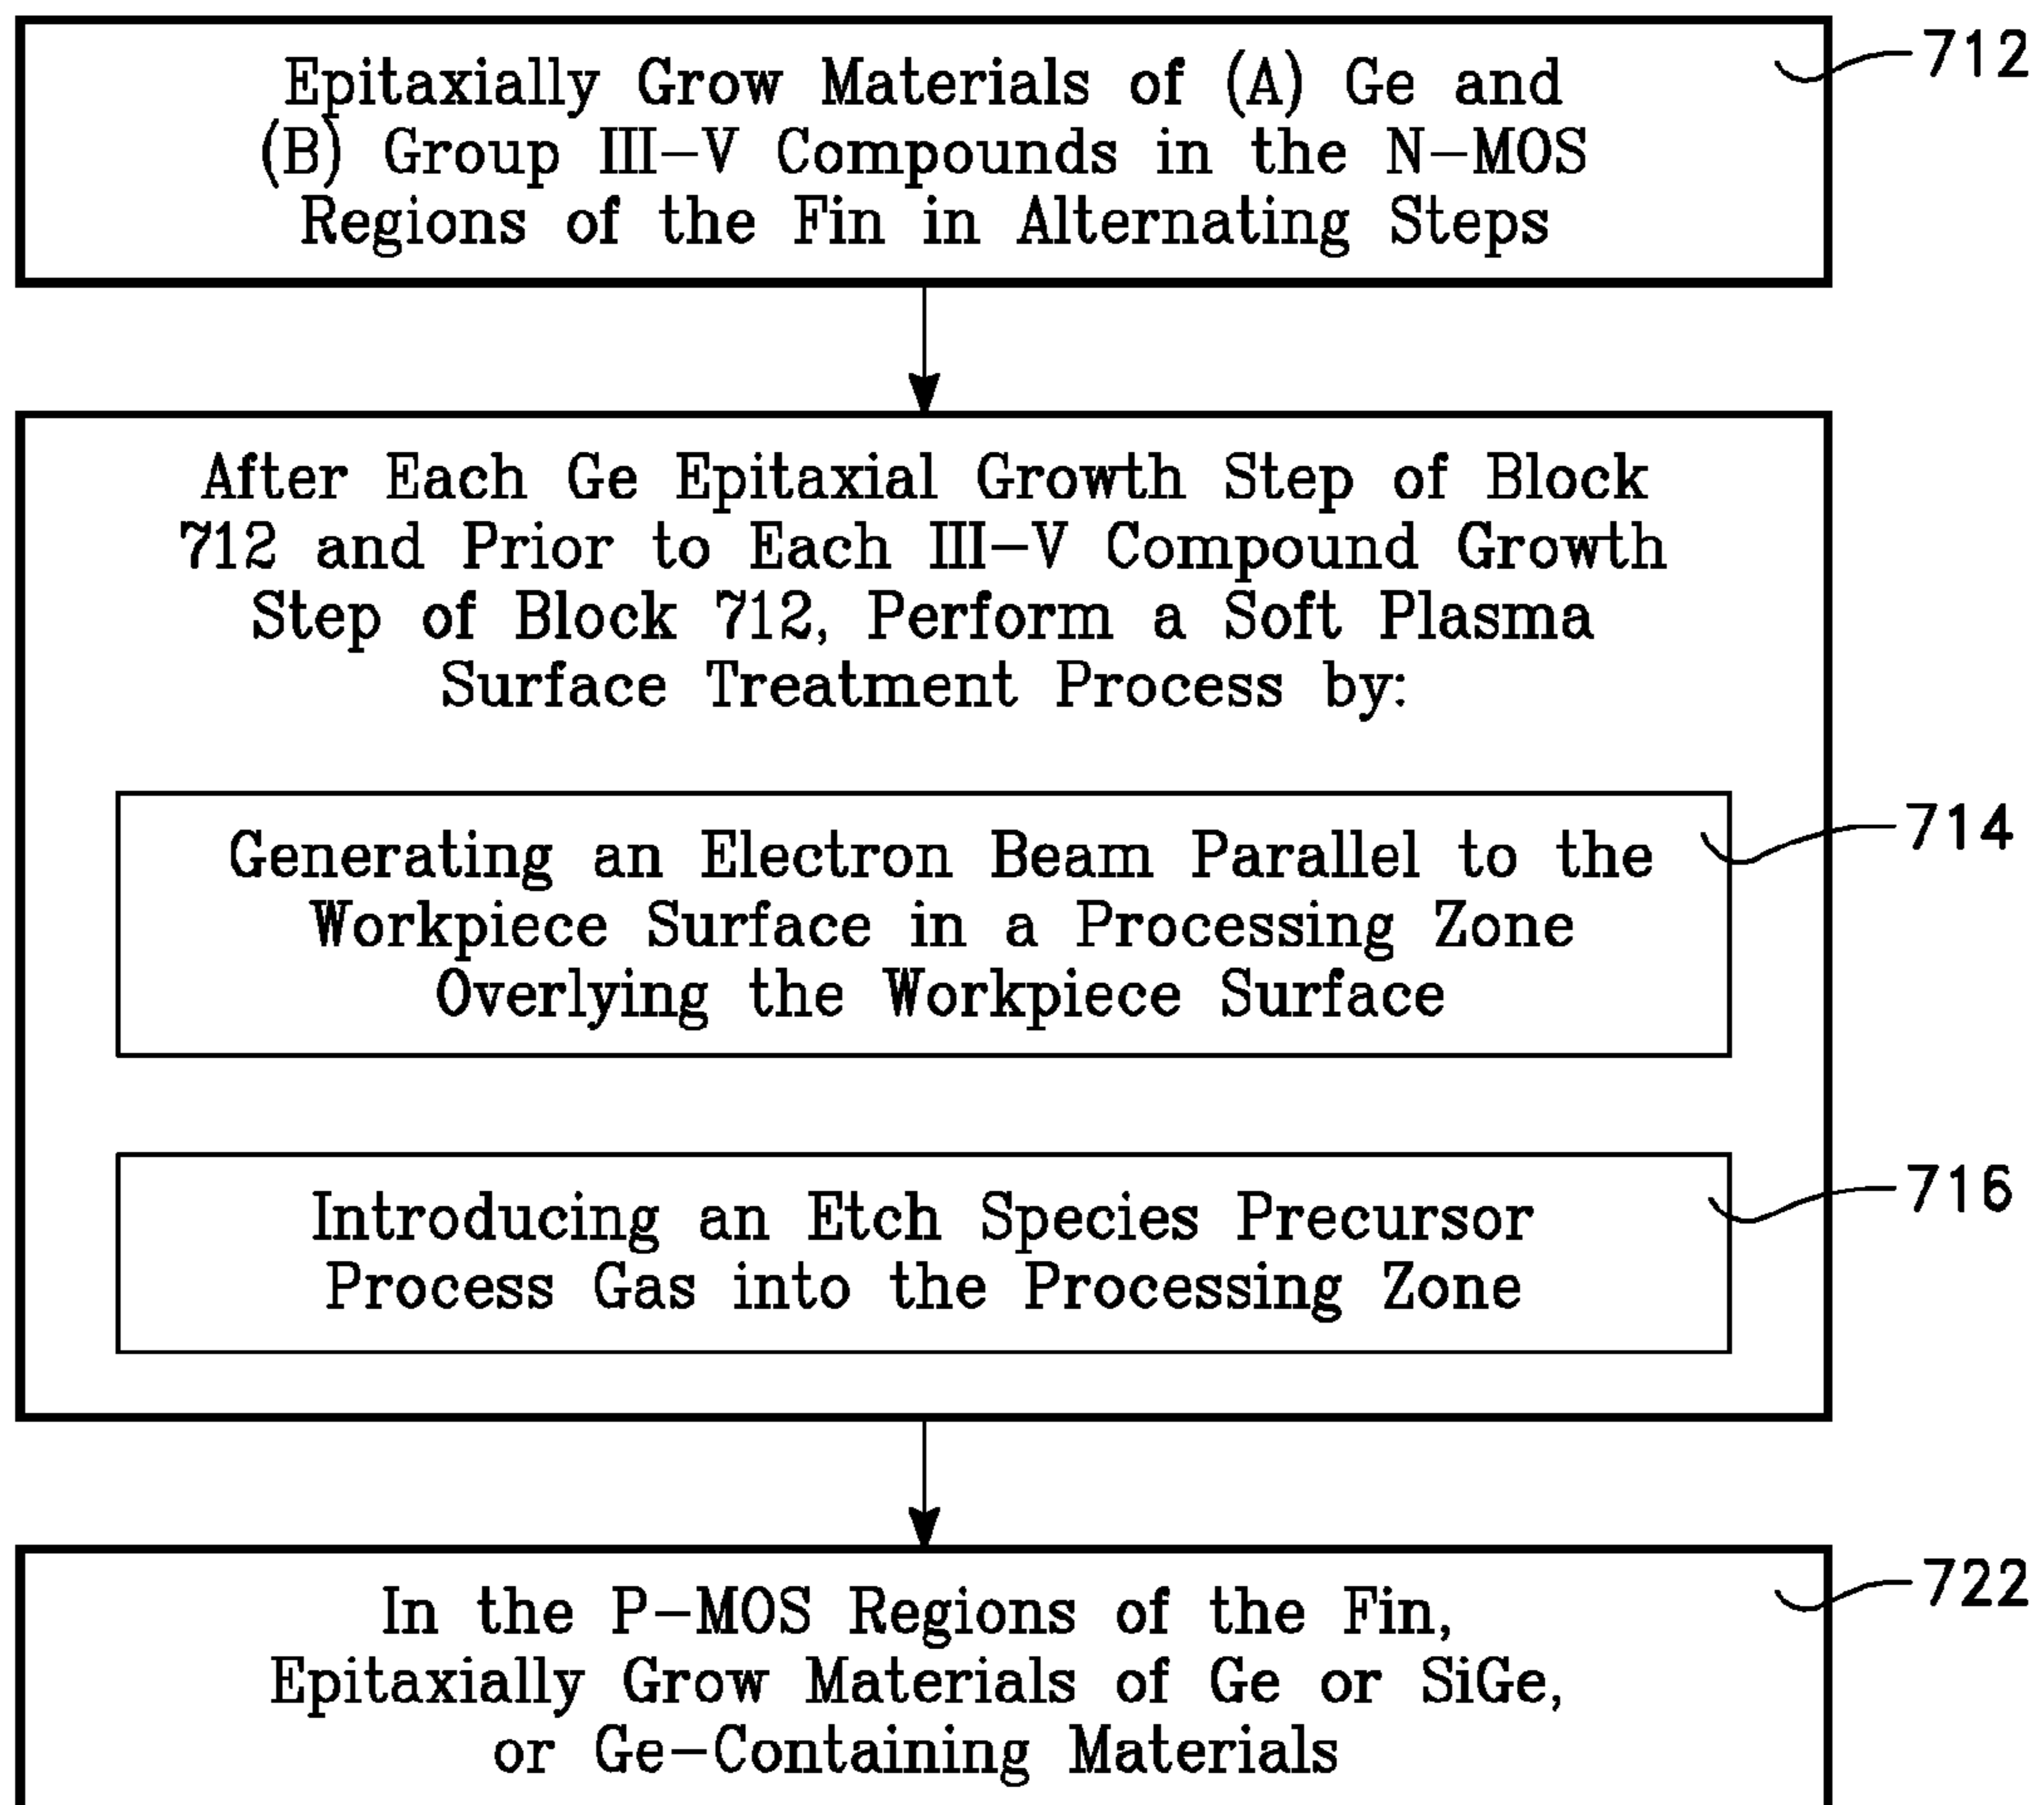 Epitaxially Grow Materials of (A) Ge and
712
(B) Group III-V Compounds in the N-MOS
Regions of the Fin in Alternating Steps
After Each Ge Epitaxial Growth Step of Block
712 and Prior to Each III-V Compound Growth
Step of Block 712, Perform a Soft Plasma
Surface Treatment Process by:
714
Generating an Electron Beam Parallel to the
Workpiece Surface in a Processing Zone
Overlying the Workpiece Surface
716
Introducing an Etch Species Precursor
Process Gas into the Processing Zone
722
In the P-MOS Regions of the Fin,
Epitaxially Grow Materials of Ge or SiGe,
or Ge-Containing Materials